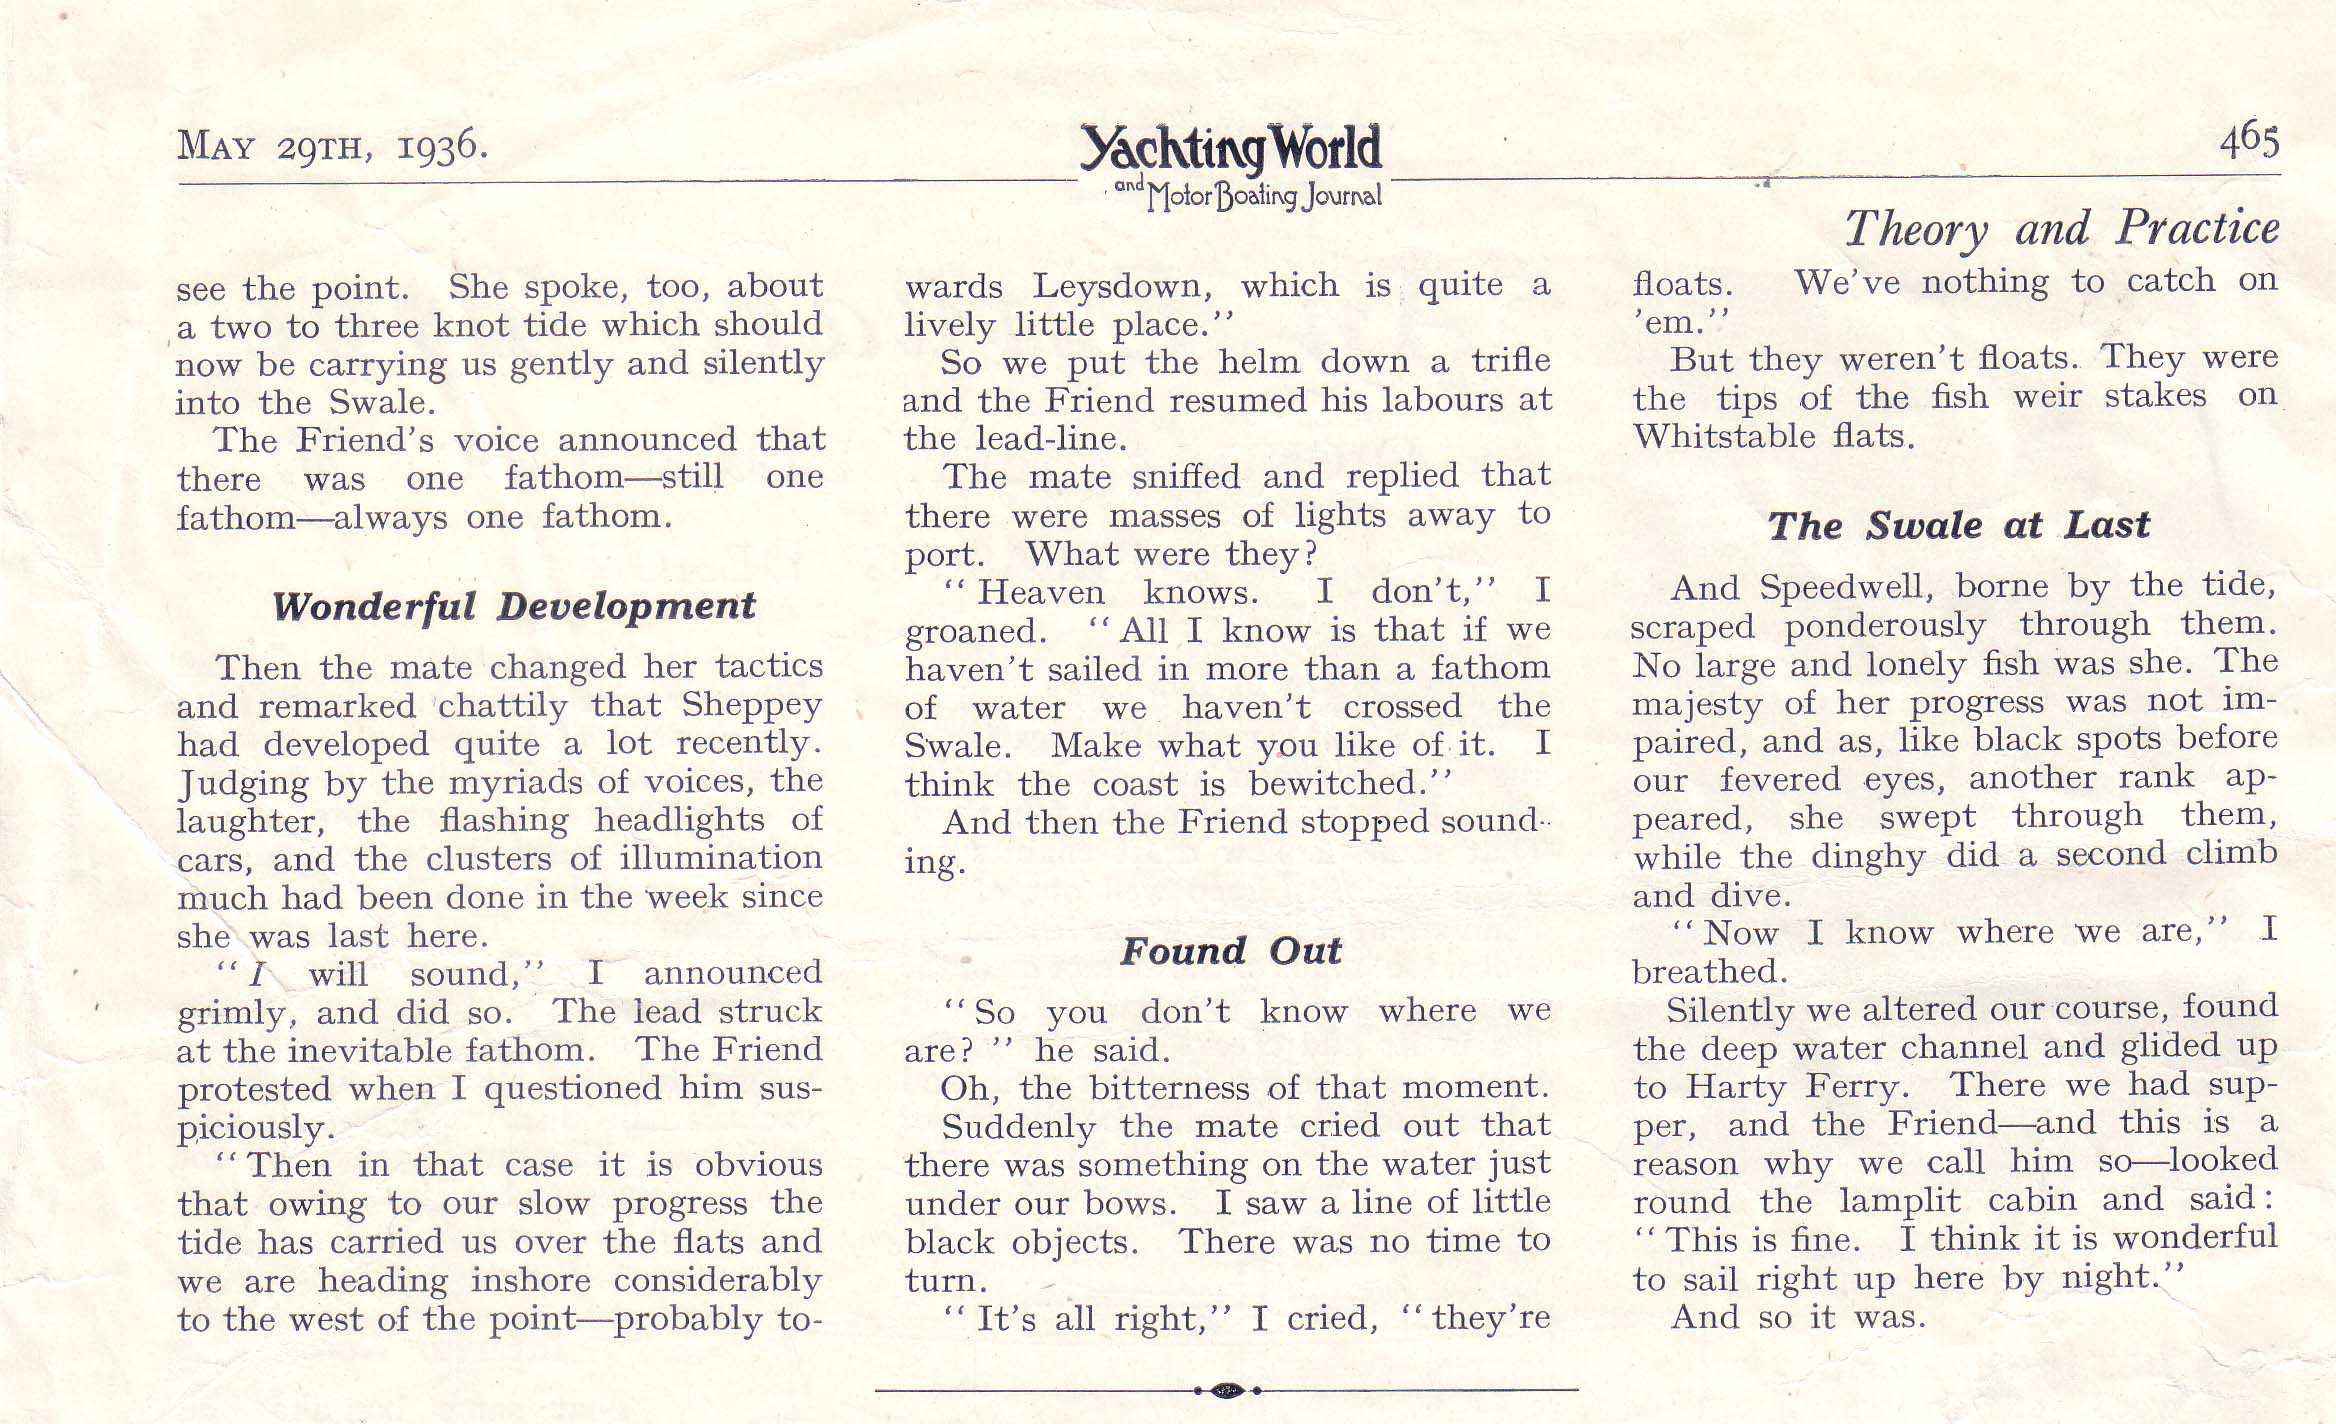 MAY 29TH, 1936.
Yachting World
and Motor Boating Journal
465
Theory and Practice
see the point. She spoke, too, about
a two to three knot tide which should
now be carrying us gently and silently
into the Swale.
The Friend's voice announced that
there was one fathom—still one
fathom—always one fathom.
Wonderful Development
Then the mate changed her tactics
and remarked chattily that Sheppey
had developed quite a lot recently.
Judging by the myriads of voices, the
laughter, the flashing headlights of
cars, and the clusters of illumination
much had been done in the week since
she was last here.
"I will sound," I announced
grimly, and did so. The lead struck
at the inevitable fathom. The Friend
protested when I questioned him sus-
piciously.
"Then in that case it is obvious
that owing to our slow progress the
tide has carried us over the flats and
we are heading inshore considerably
to the west of the point—probably to-
wards Leysdown, which is quite a
lively little place."
So we put the helm down a trifle
and the Friend resumed his labours at
the lead-line.
The mate sniffed and replied that
there were masses of lights away to
port. What were they?
"Heaven knows. I don't," I
groaned. "All I know is that if we
haven't sailed in more than a fathom
of water we haven't crossed the
Swale. Make what you like of it. I
think the coast is bewitched."
And then the Friend stopped sound-
ing.
Found Out
"So you don't know where we
are?" he said.
Oh, the bitterness of that moment.
Suddenly the mate cried out that
there was something on the water just
under our bows. I saw a line of little
black objects. There was no time to
turn.
"It's all right," I cried, "they're
floats. We've nothing to catch on
'em."
But they weren't floats. They were
the tips of the fish weir stakes on
Whitstable flats.
The Swale at Last
And Speedwell, borne by the tide,
scraped ponderously through them.
No large and lonely fish was she. The
majesty of her progress was not im-
paired, and as, like black spots before
our fevered eyes, another rank ap-
peared, she swept through them,
while the dinghy did a second climb
and dive.
"Now I know where we are," I
breathed.
Silently we altered our course, found
the deep water channel and glided up
to Harty Ferry. There we had sup-
per, and the Friend—and this is a
reason why we call him so—looked
round the lamplit cabin and said:
"This is fine. I think it is wonderful
to sail right up here by night."
And so it was.